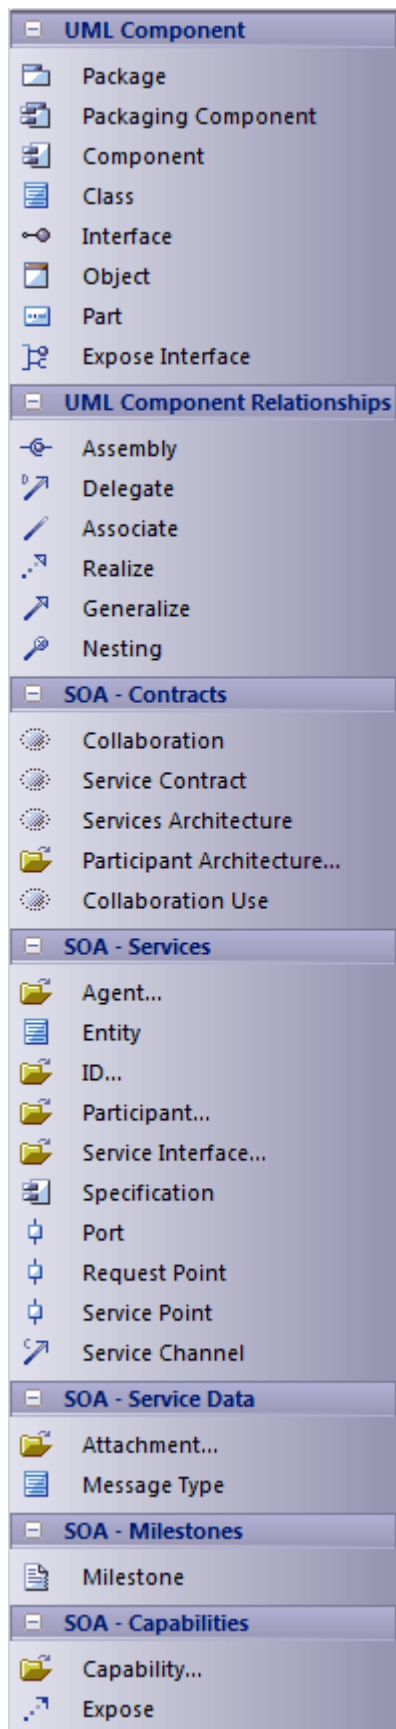 UML Component
Package
Packaging Component
Component
Class
Interface
Object
Part
Expose Interface
UML Component Relationships
Assembly
Delegate
Associate
Realize
Generalize
Nesting
SOA - Contracts
Collaboration
Service Contract
Services Architecture
Participant Architecture...
Collaboration Use
SOA - Services
Agent...
Entity
ID...
Participant...
Service Interface...
Specification
Port
Request Point
Service Point
Service Channel
SOA - Service Data
Attachment...
Message Type
SOA - Milestones
Milestone
SOA - Capabilities
Capability...
Expose